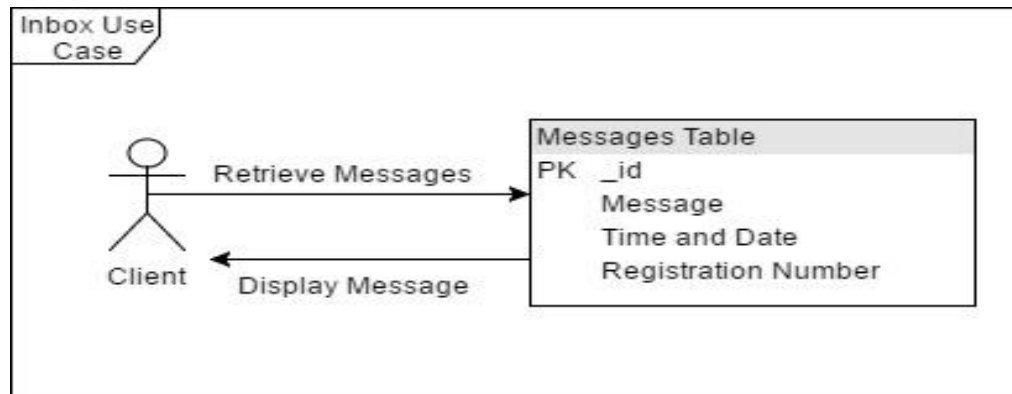 Inbox Use
Case
Messages Table
Retrieve Messages
PK _id
Message
Time and Date
Registration Number
Client
Display Message